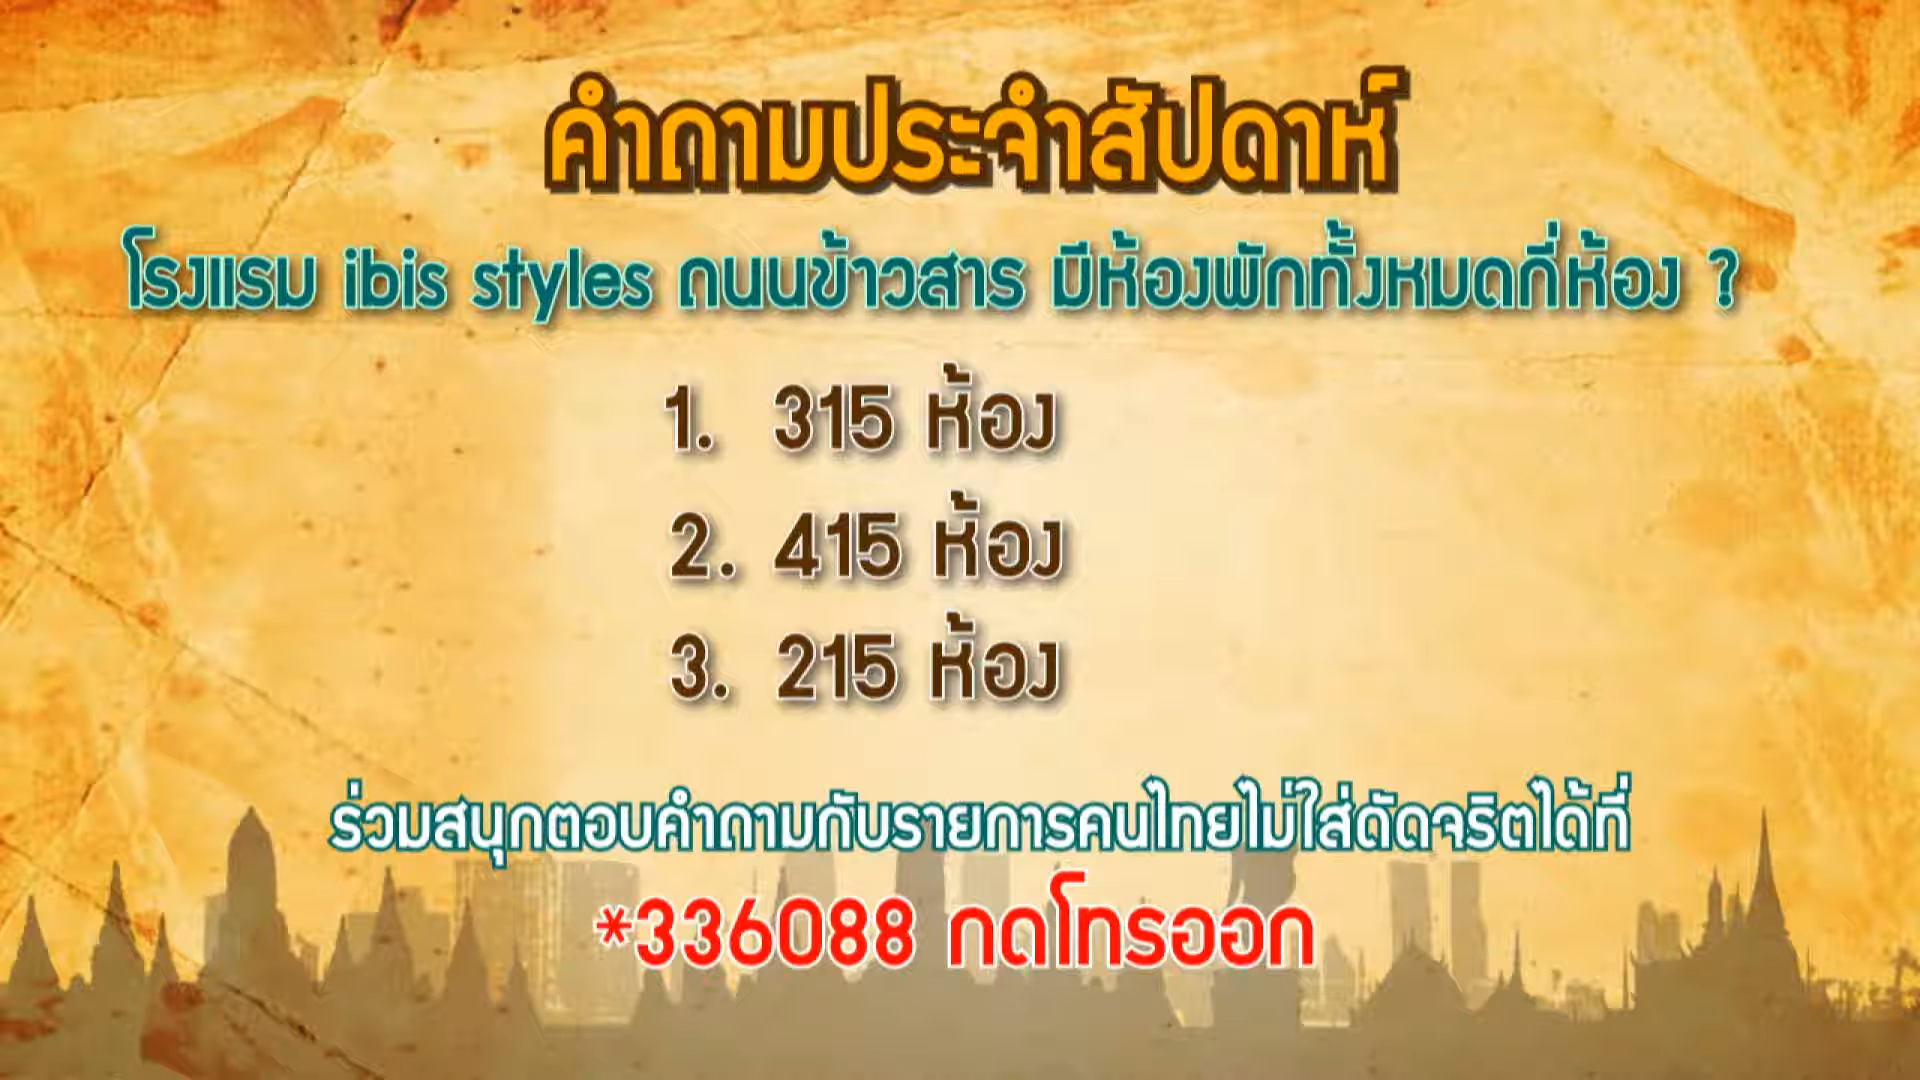 คำถามประจำสัปดาห์
โรงแรม ibis styles ถนนข้าวสาร มีห้องพักทั้งหมดกี่ห้อง ?
1. 315 ห้อง
2. 415 ห้อง
3. 215 ห้อง
ร่วมสนุกตอบคำถามกับรายการคนไทยไม่ใส่ดัดจริตได้ที่
*336088 กดโทรออก